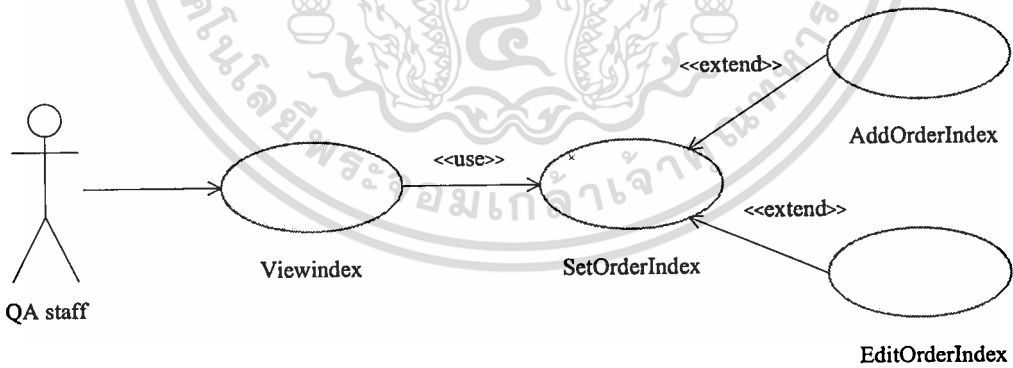 <<extend>>
AddOrderIndex
<<use>>
<<extend>>
Viewindex
SetOrderIndex
QA staff
EditOrderIndex